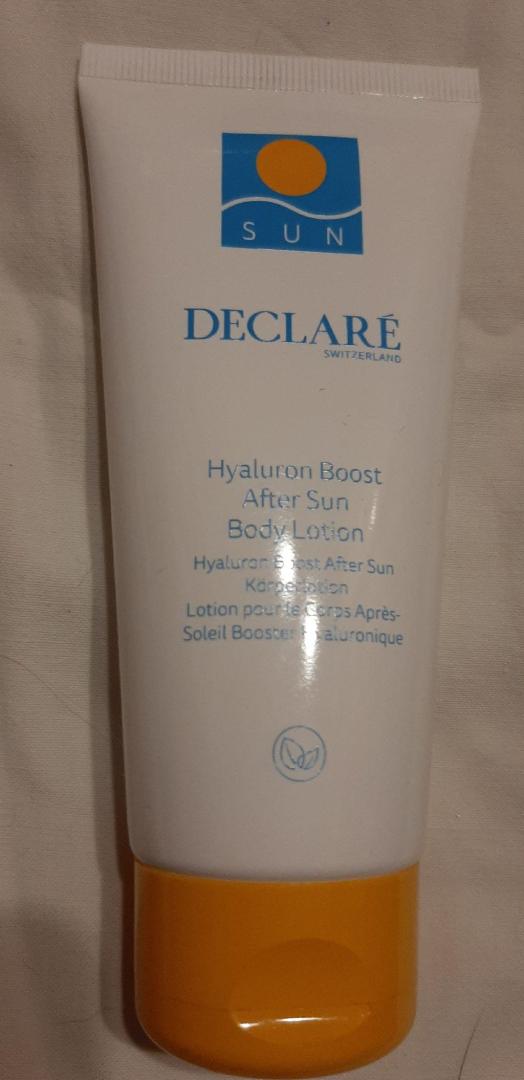 SUN
DECLARÉ
SWITZERLAND
Hyaluron Boost
After Sun
Body Lotion
Hyaluron Boost After Sun
Körperlotion
Lotion pour le Corps Après-
Soleil Booster Hyaluronique